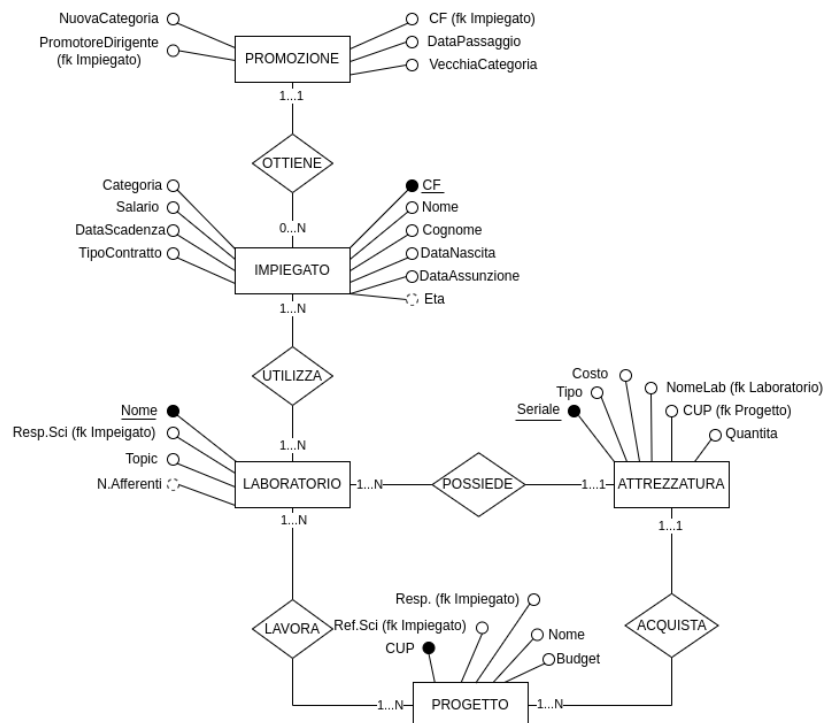 NuovaCategoria
CF (fk Impiegato)
PromotoreDirigente
(fk Impiegato)
DataPassaggio
PROMOZIONE
VecchiaCategoria
1...1
OTTIENE
Categoria
CF
Salario
Nome
0...N
DataScadenza
Cognome
TipoContratto
DataNascita
IMPIEGATO
DataAssunzione
Eta
1...N
UTILIZZA
Costo
NomeLab (fk Laboratorio)
Tipo
Seriale
CUP (fk Progetto)
Nome
Quantita
Resp.Sci (fk Impeigato)
1...N
Topic
N.Afferenti
LABORATORIO
1...N
POSSIEDE
1...1
ATTREZZATURA
1...N
1...1
Resp. (fk Impiegato)
LAVORA
Ref.Sci (fk Impiegato)
Nome
ACQUISTA
CUP
Budget
1...N
PROGETTO
1...N